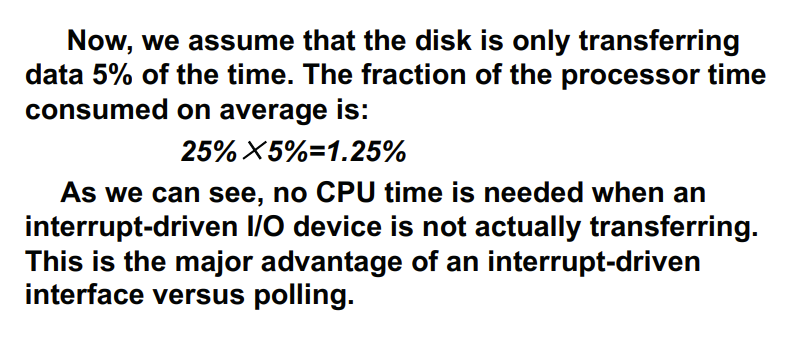 Now, we assume that the disk is only transferring
data 5% of the time. The fraction of the processor time
consumed on average is:
25%×5%=1.25%
As we can see, no CPU time is needed when an
interrupt-driven I/O device is not actually transferring.
This is the major advantage of an interrupt-driven
interface versus polling.